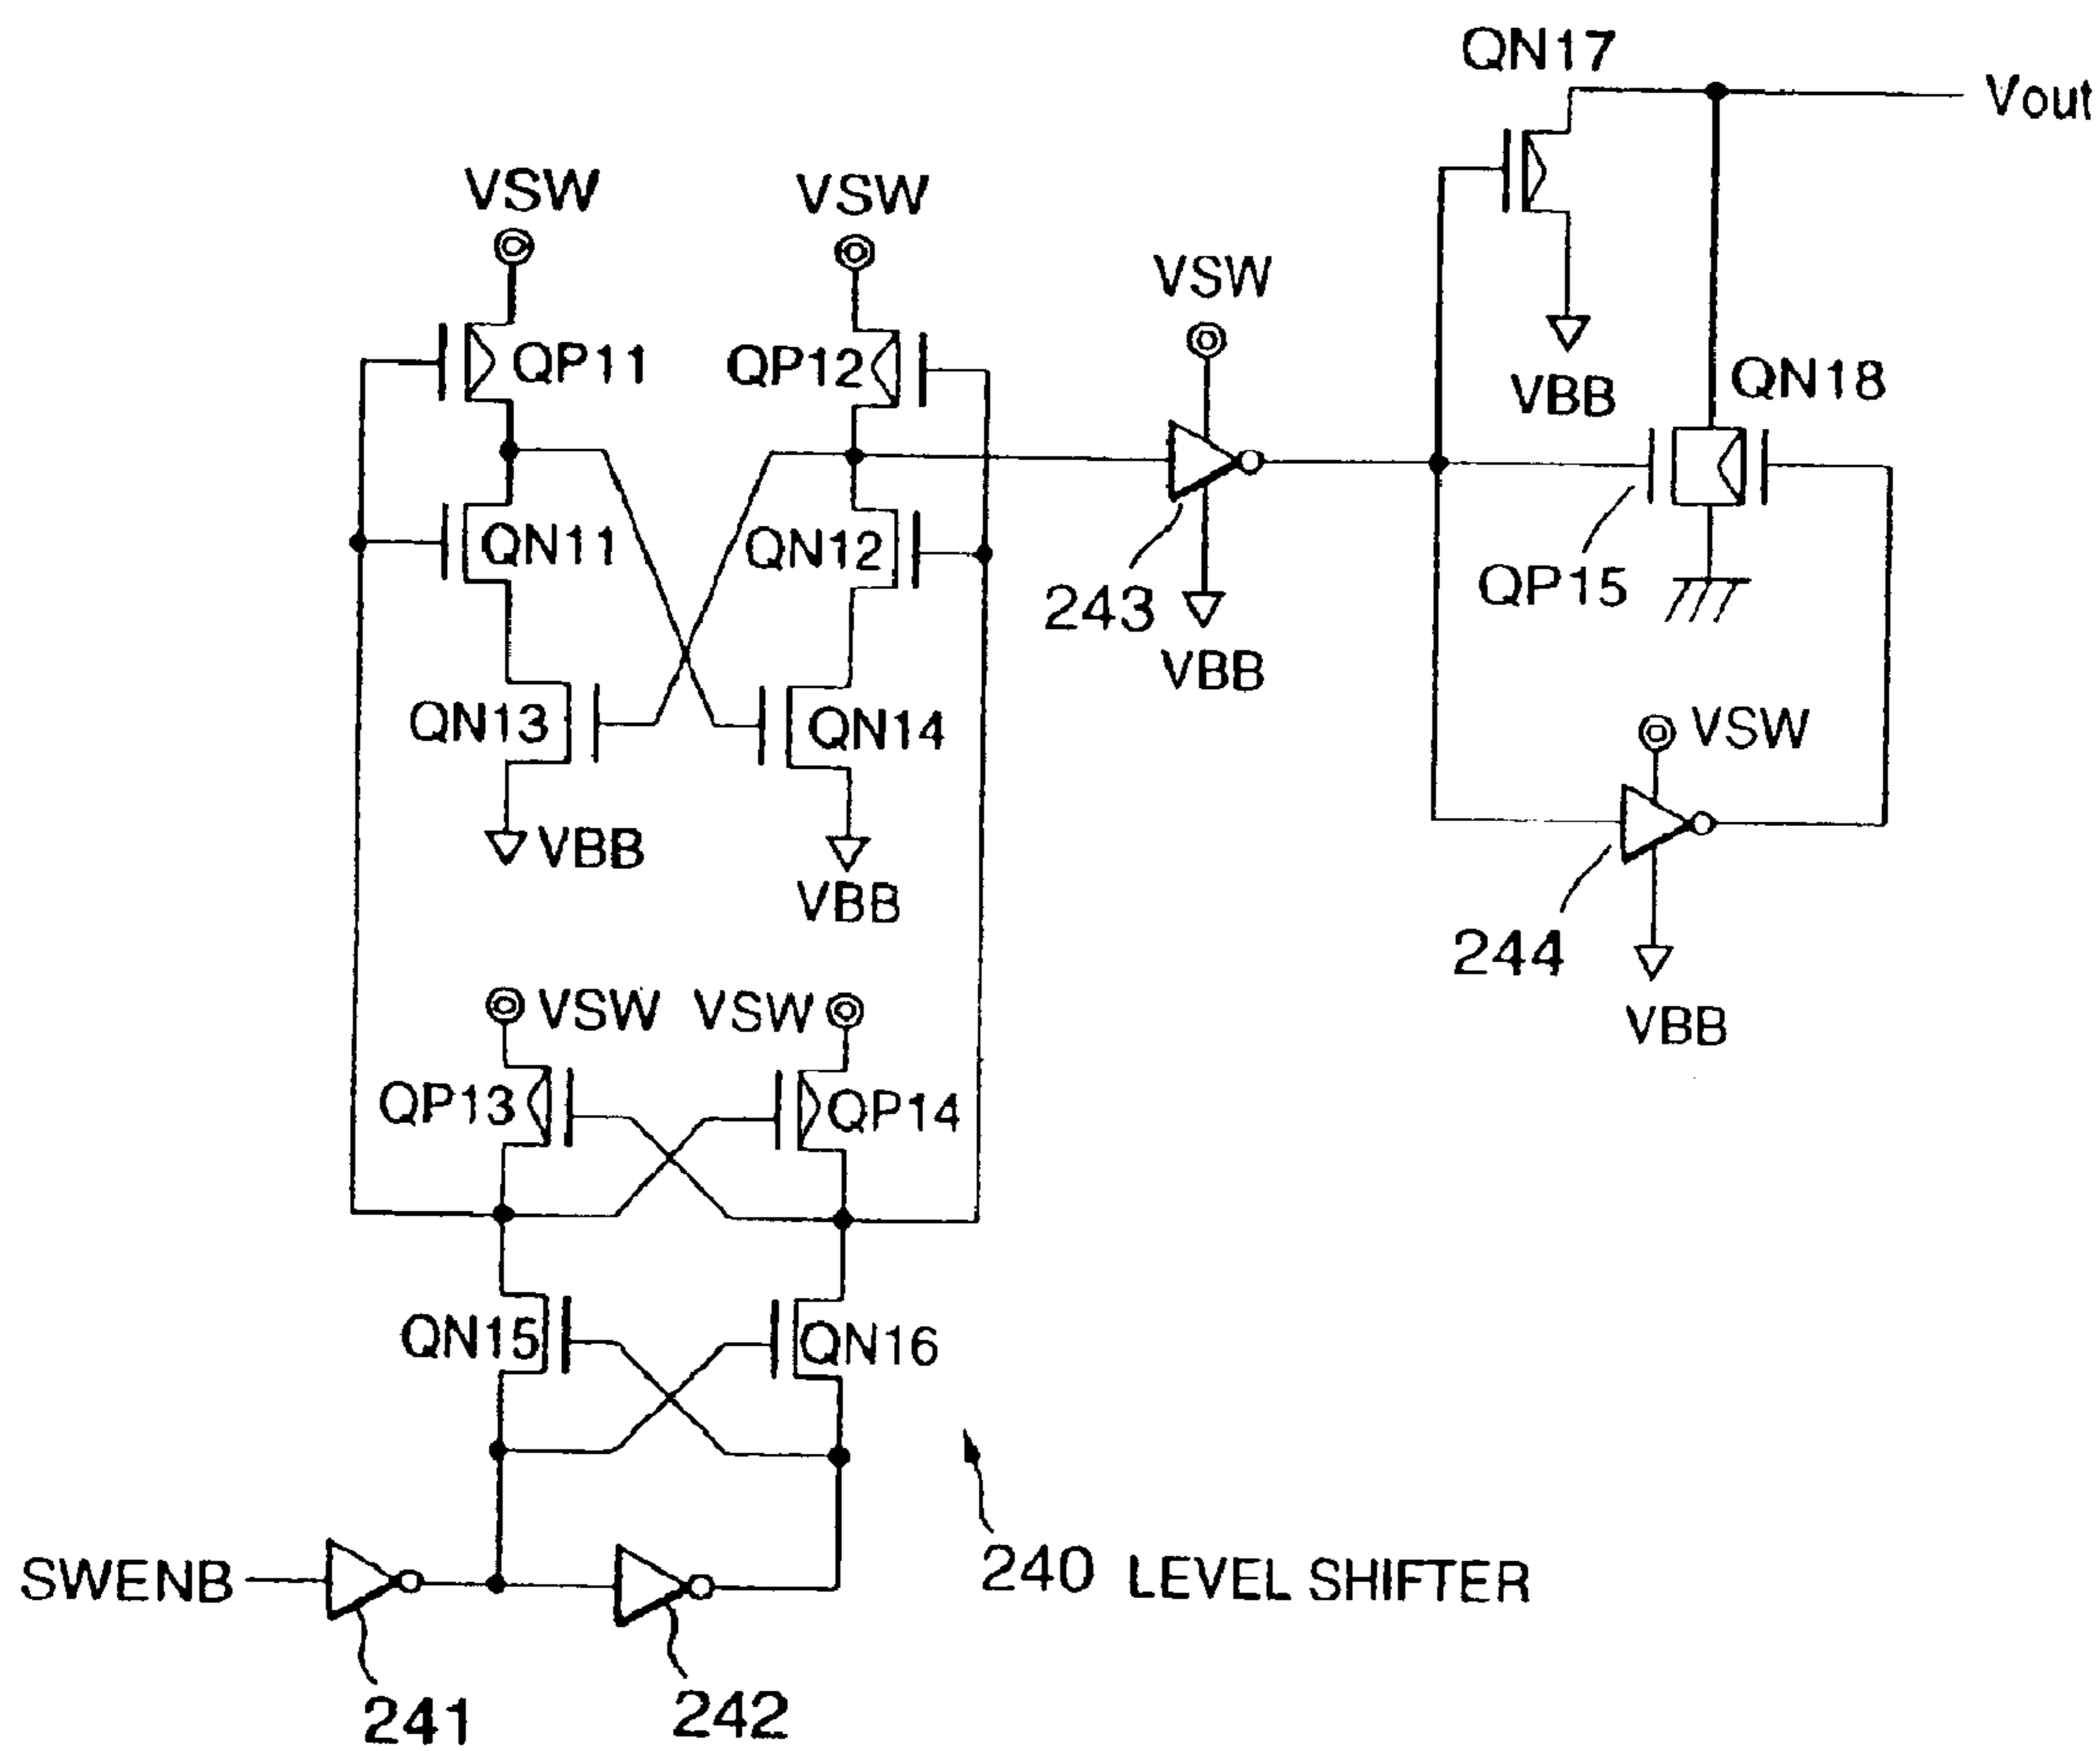 QN17
Vout
VSW
VSW
VSW
QP11
QP12
VBB
QN18
QN11
QN12
243
QP15
VBB
QN13
QN14
VSW
VBB
VBB
244
VBB
VSW
VSW
QP13
QP14
QN15
QN16
SWENB
240 LEVEL SHIFTER
241
242